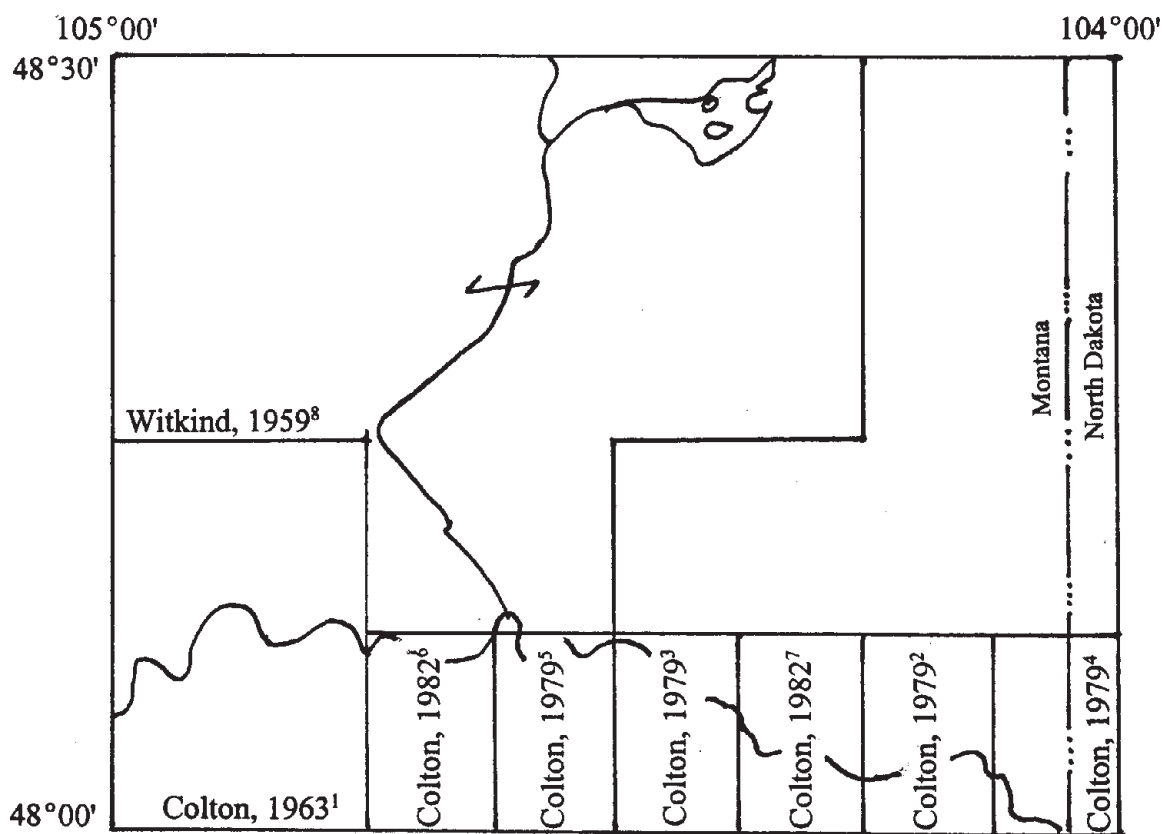 105°00'
104°00'
48°30'
Montana
North Dakota
Witkind, 1959⁸
Colton, 1982⁶
Colton, 1979⁵
Colton, 1979³
Colton, 1982⁷
Colton, 1979²
Colton, 1979⁴
48°00'
Colton, 1963¹